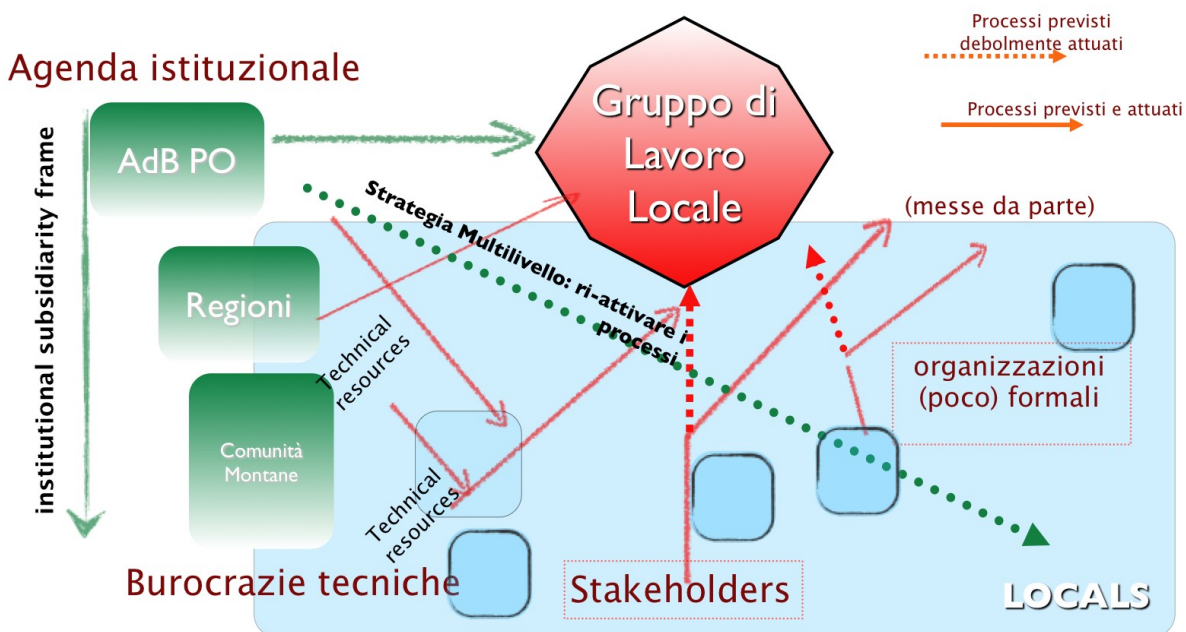 Processi previsti
debolmente attuati
Agenda istituzionale
Processi previsti e attuati
AdB PO
Gruppo di
Lavoro
Locale
(messe da parte)
institutional subsidiarity frame
Strategia Multilivello: ri-attivare i
processi
Regioni
Technical
resources
organizzazioni
(poco) formali
Comunità
Montane
Technical
resources
Burocrazie tecniche
Stakeholders
LOCALS